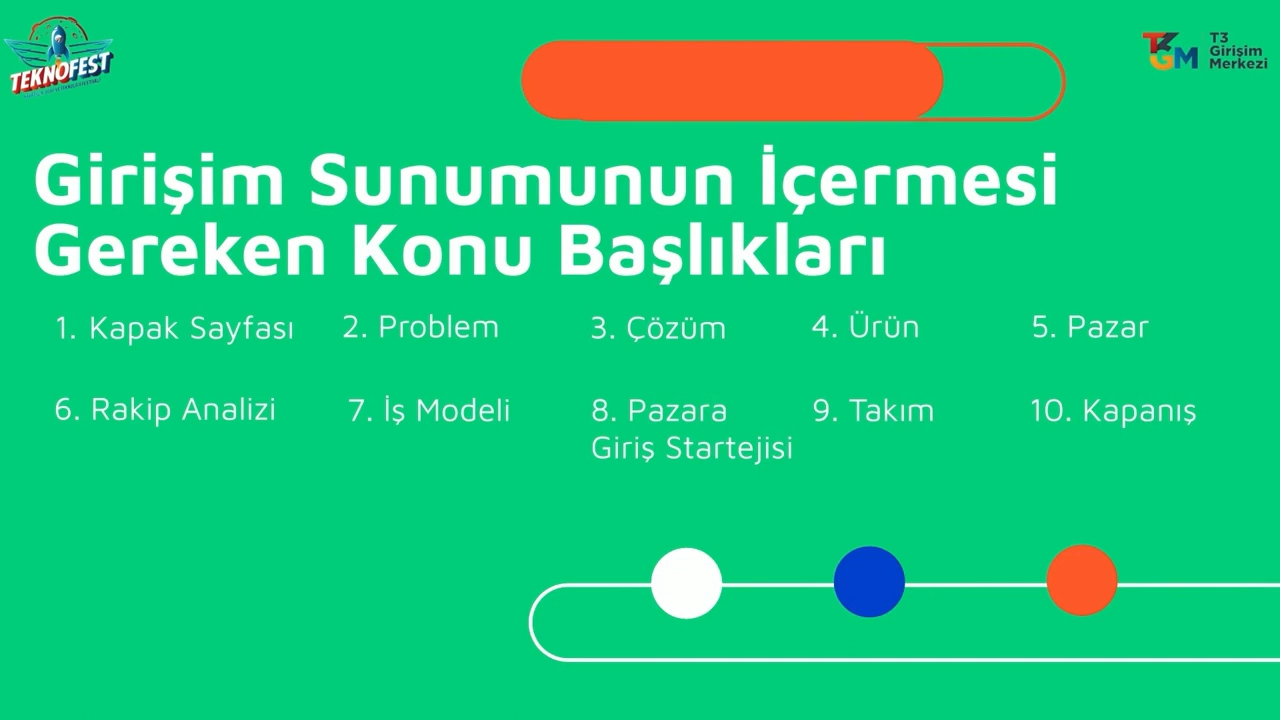 TEKNOFEST
T3
Girişim
Merkezi
Girişim Sunumunun İçermesi
Gereken Konu Başlıkları
1. Kapak Sayfası
2. Problem
3. Çözüm
4. Ürün
5. Pazar
6. Rakip Analizi
7. İş Modeli
8. Pazara
Giriş Startejisi
9. Takım
10. Kapanış